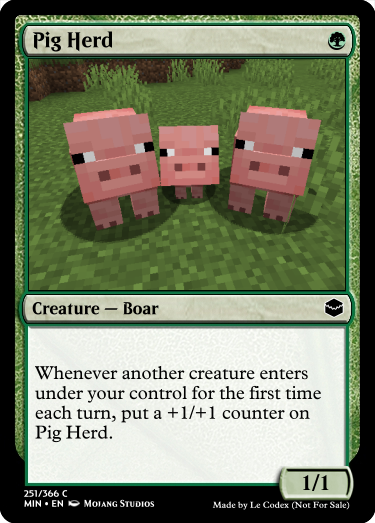 Pig Herd
Creature — Boar
Whenever another creature enters
under your control for the first time
each turn, put a +1/+1 counter on
Pig Herd.
1/1
251/366 C
MIN • EN Mojang Studios
Made by Le Codex (Not For Sale)